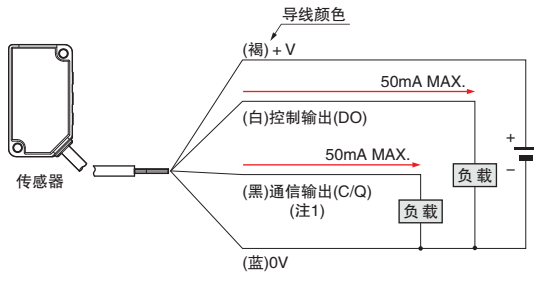 导线颜色
(褐) + V
50mA MAX.
(白)控制输出(DO)
50mA MAX.
(黑)通信输出(C/Q)
(注1)
(蓝)0V
传感器
负 载
负 载
+
−